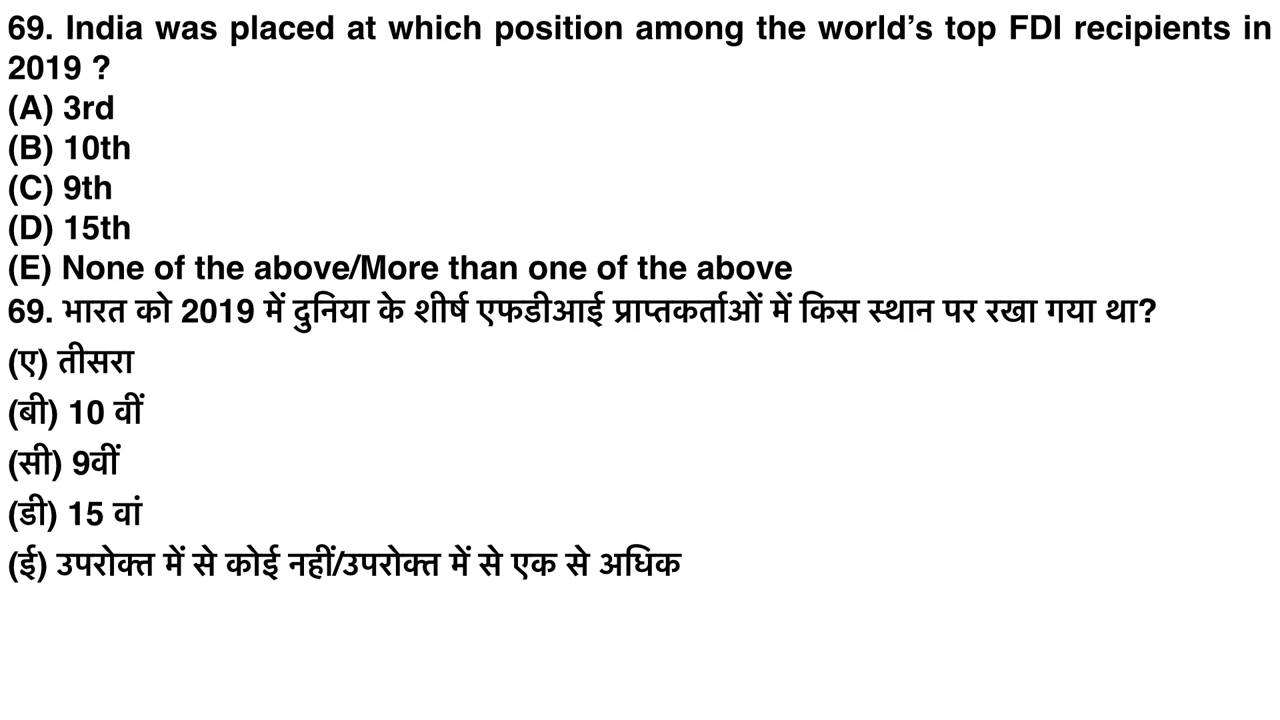 69. India was placed at which position among the world’s top FDI recipients in
2019 ?
(A) 3rd
(B) 10th
(C) 9th
(D) 15th
(E) None of the above/More than one of the above
69. भारत को 2019 में दुनिया के शीर्ष एफडीआई प्राप्तकर्ताओं में किस स्थान पर रखा गया था?
(ए) तीसरा
(बी) 10 वीं
(सी) 9वीं
(डी) 15 वां
(ई) उपरोक्त में से कोई नहीं/उपरोक्त में से एक से अधिक